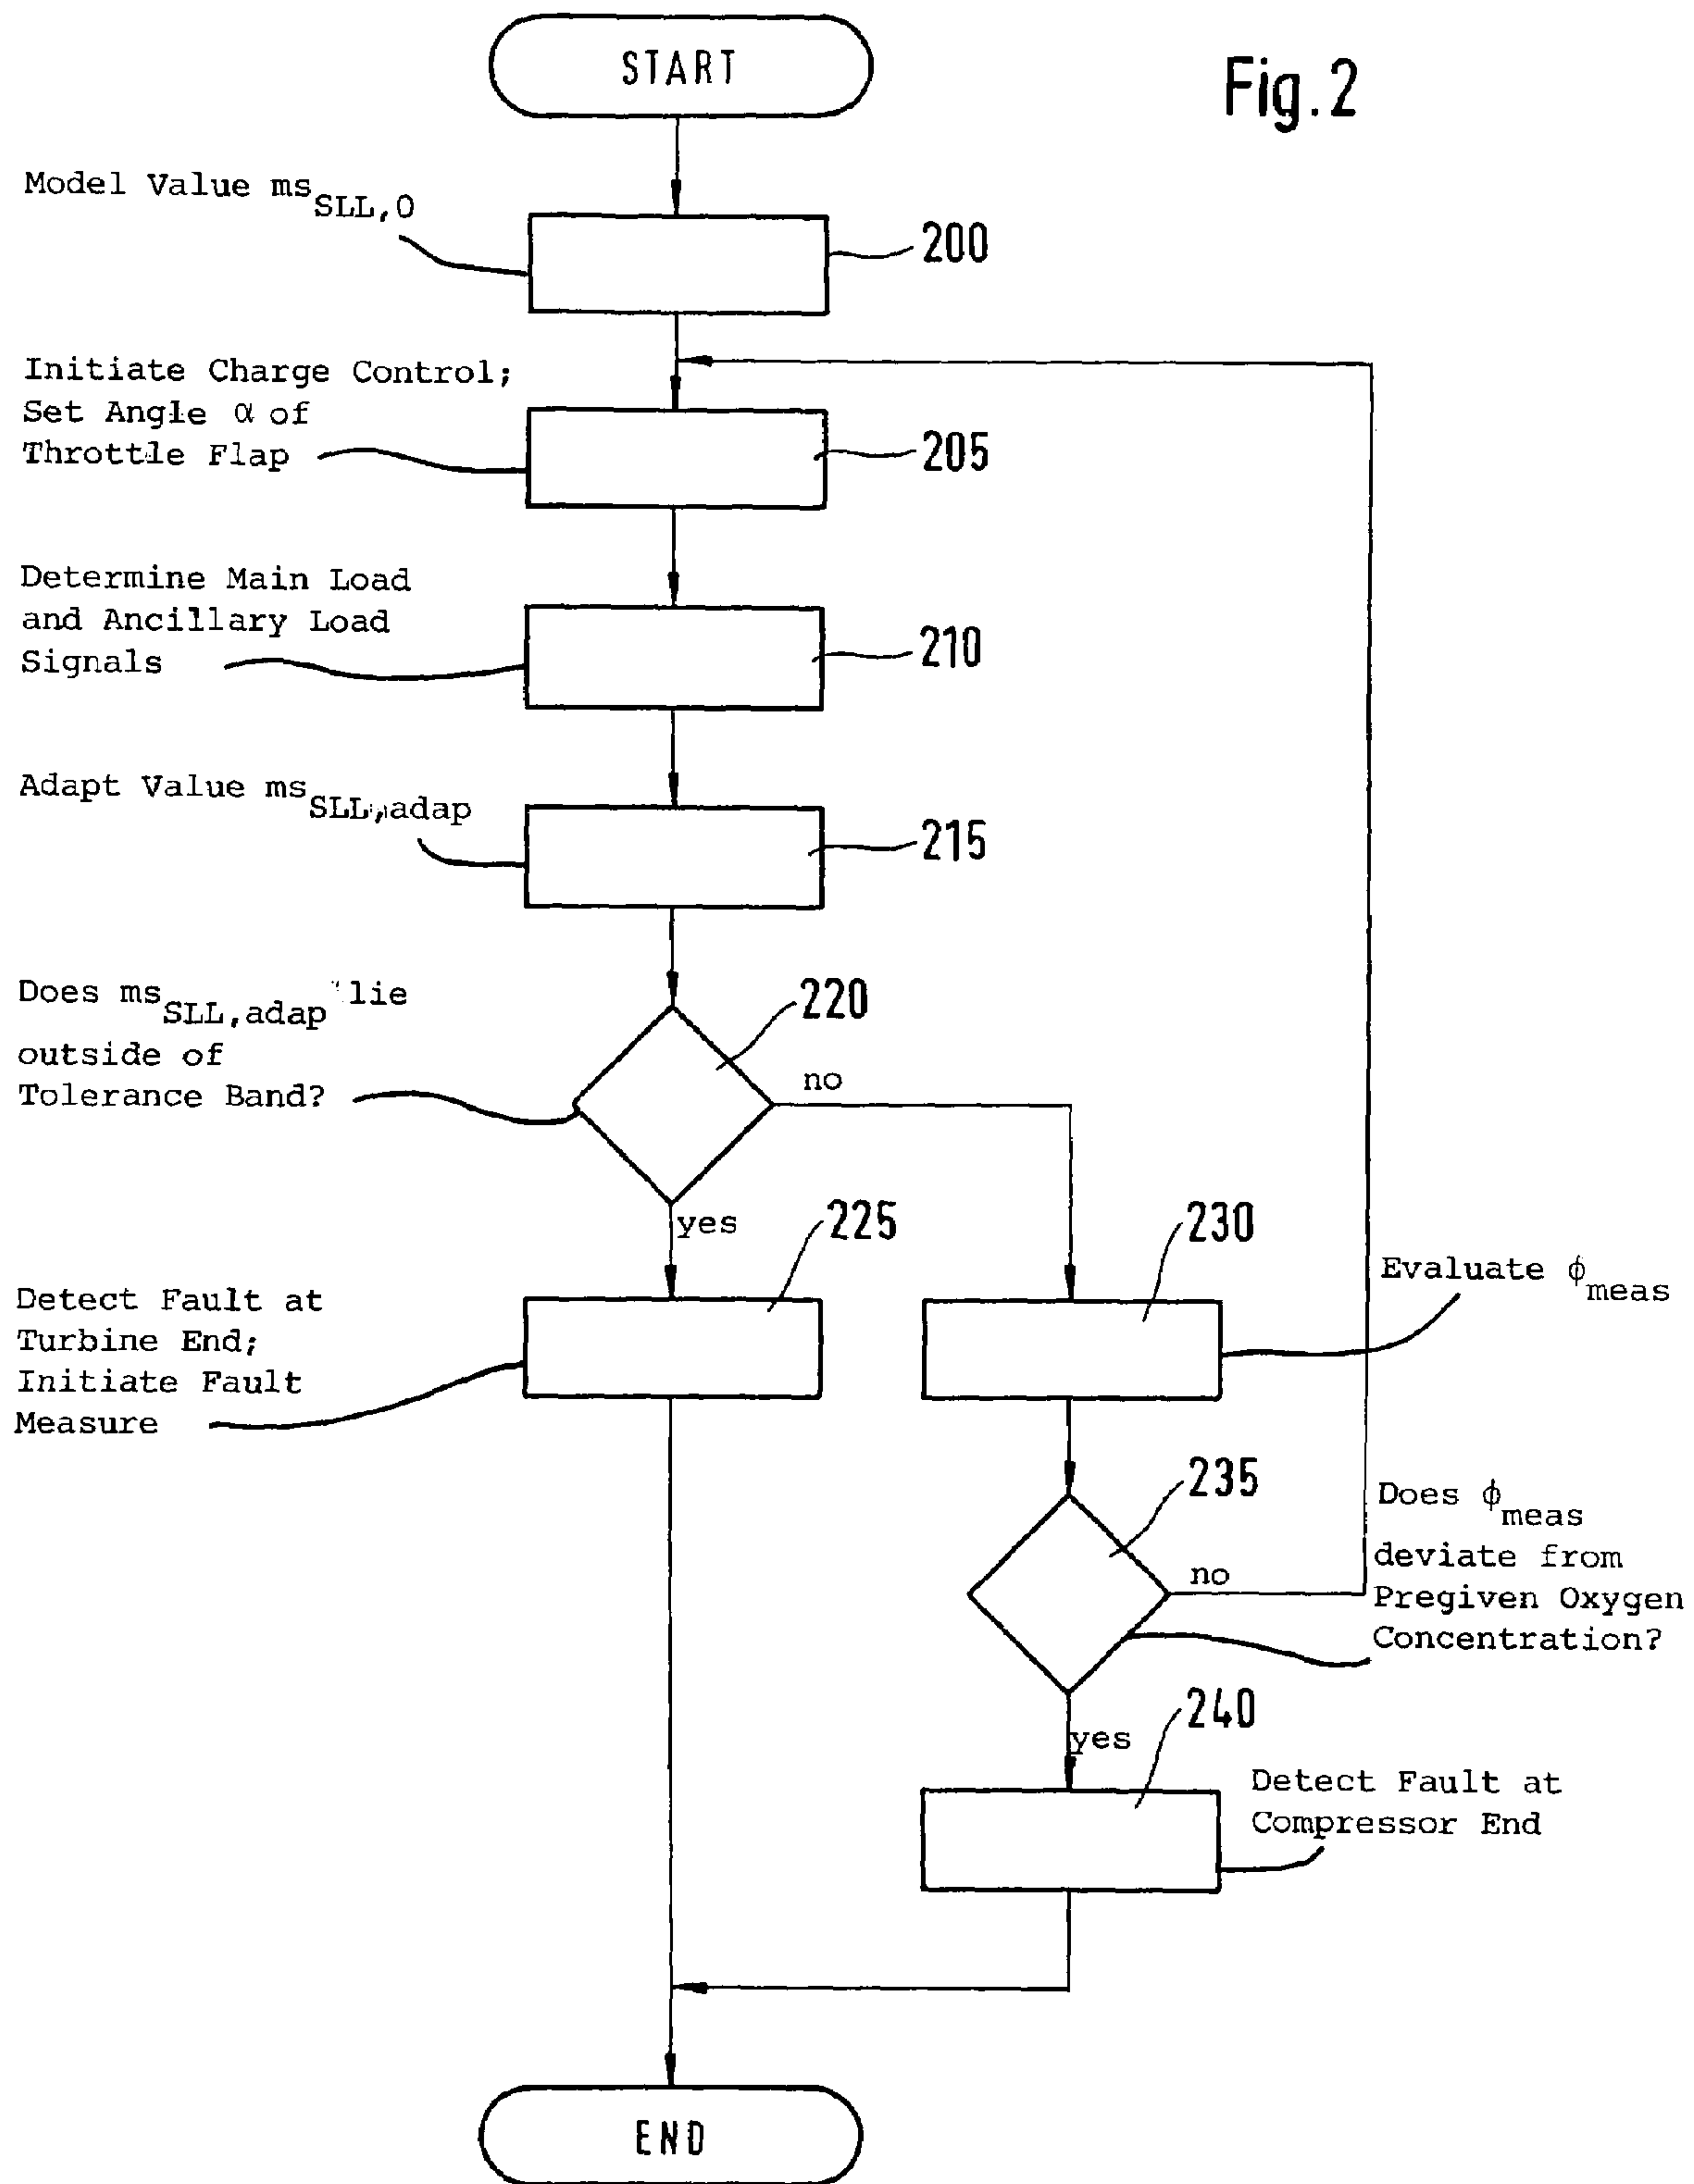 START
Fig.2
Model Value ms SLL,0
200
Initiate Charge Control;
Set Angle α of
Throttle Flap
205
Determine Main Load
and Ancillary Load
Signals
210
Adapt Value ms SLL,adap
215
Does ms SLL,adap lie
outside of
Tolerance Band?
220
no
yes
225
Detect Fault at
Turbine End;
Initiate Fault
Measure
230
Evaluate ϕ meas
235
Does ϕ meas
deviate from
Pregiven Oxygen
Concentration?
no
yes
240
Detect Fault at
Compressor End
END